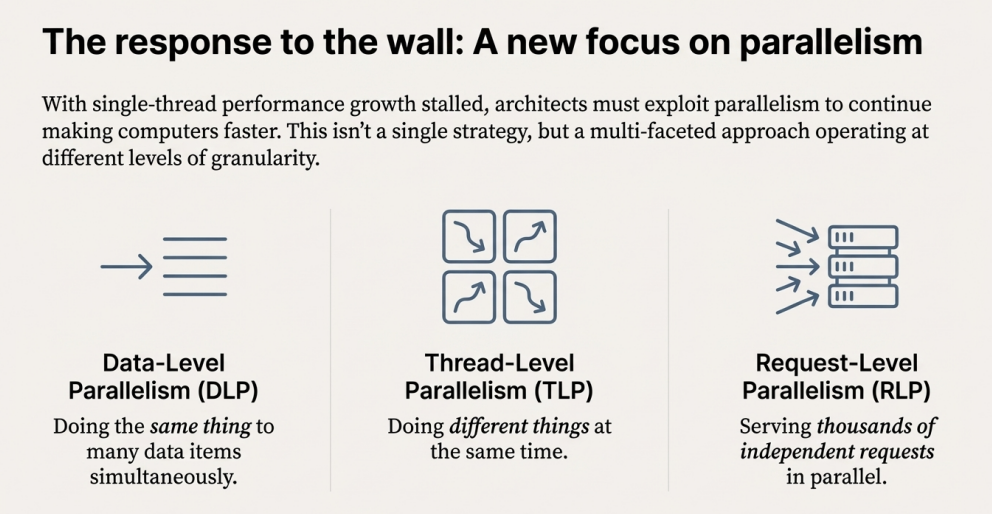 The response to the wall: A new focus on parallelism
With single-thread performance growth stalled, architects must exploit parallelism to continue
making computers faster. This isn’t a single strategy, but a multi-faceted approach operating at
different levels of granularity.
Data-Level
Parallelism (DLP)
Doing the same thing to
many data items
simultaneously.
Thread-Level
Parallelism (TLP)
Doing different things at
the same time.
Request-Level
Parallelism (RLP)
Serving thousands of
independent requests
in parallel.